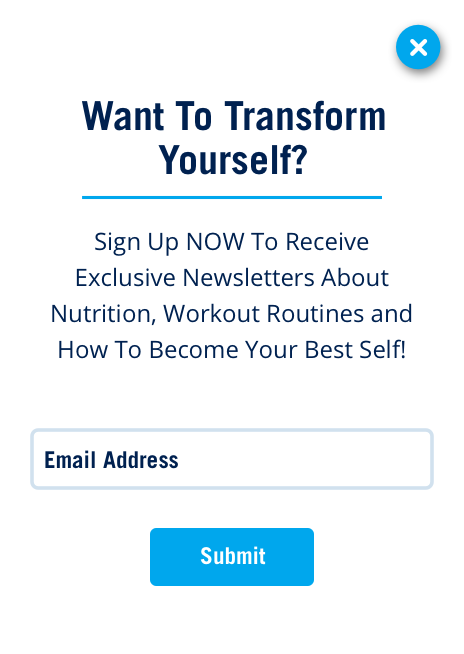 Want To Transform
Yourself?
Sign Up NOW To Receive
Exclusive Newsletters About
Nutrition, Workout Routines and
How To Become Your Best Self!
Email Address
Submit